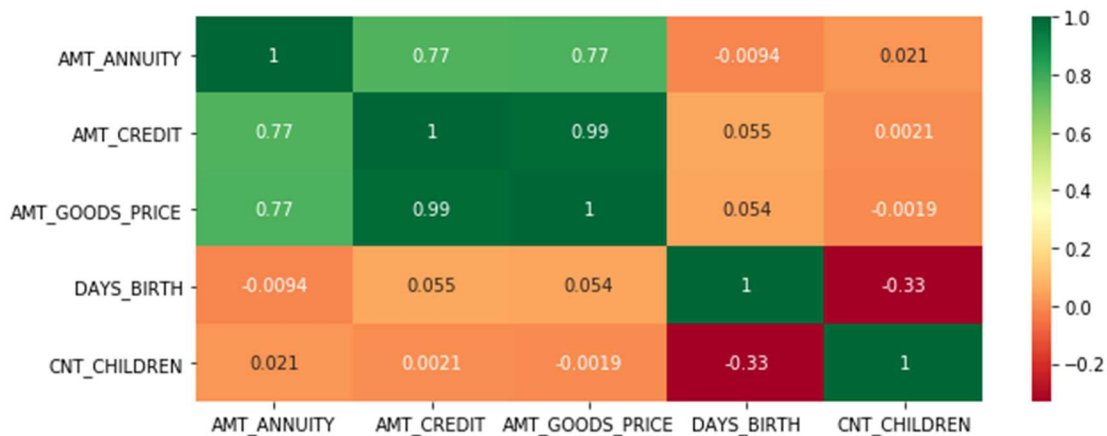 AMT_ANNUITY 1 0.77 0.77 -0.0094 0.021
AMT_CREDIT 0.77 1 0.99 0.055 0.0021
AMT_GOODS_PRICE 0.77 0.99 1 0.054 -0.0019
DAYS_BIRTH -0.0094 0.055 0.054 1 -0.33
CNT_CHILDREN 0.021 0.0021 -0.0019 -0.33 1
AMT_ANNUITY AMT_CREDIT AMT_GOODS_PRICE DAYS_BIRTH CNT_CHILDREN
1.0
0.8
0.6
0.4
0.2
0.0
−0.2